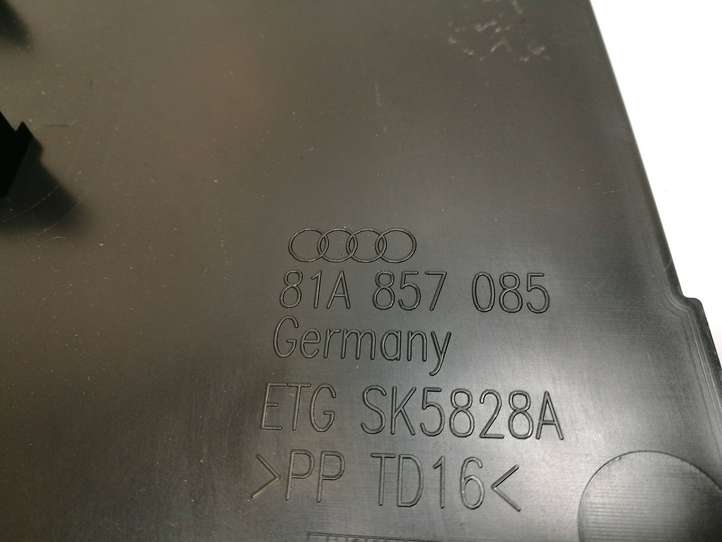 81A 857 085
Germany
ETG SK5828A
>PP TD16<